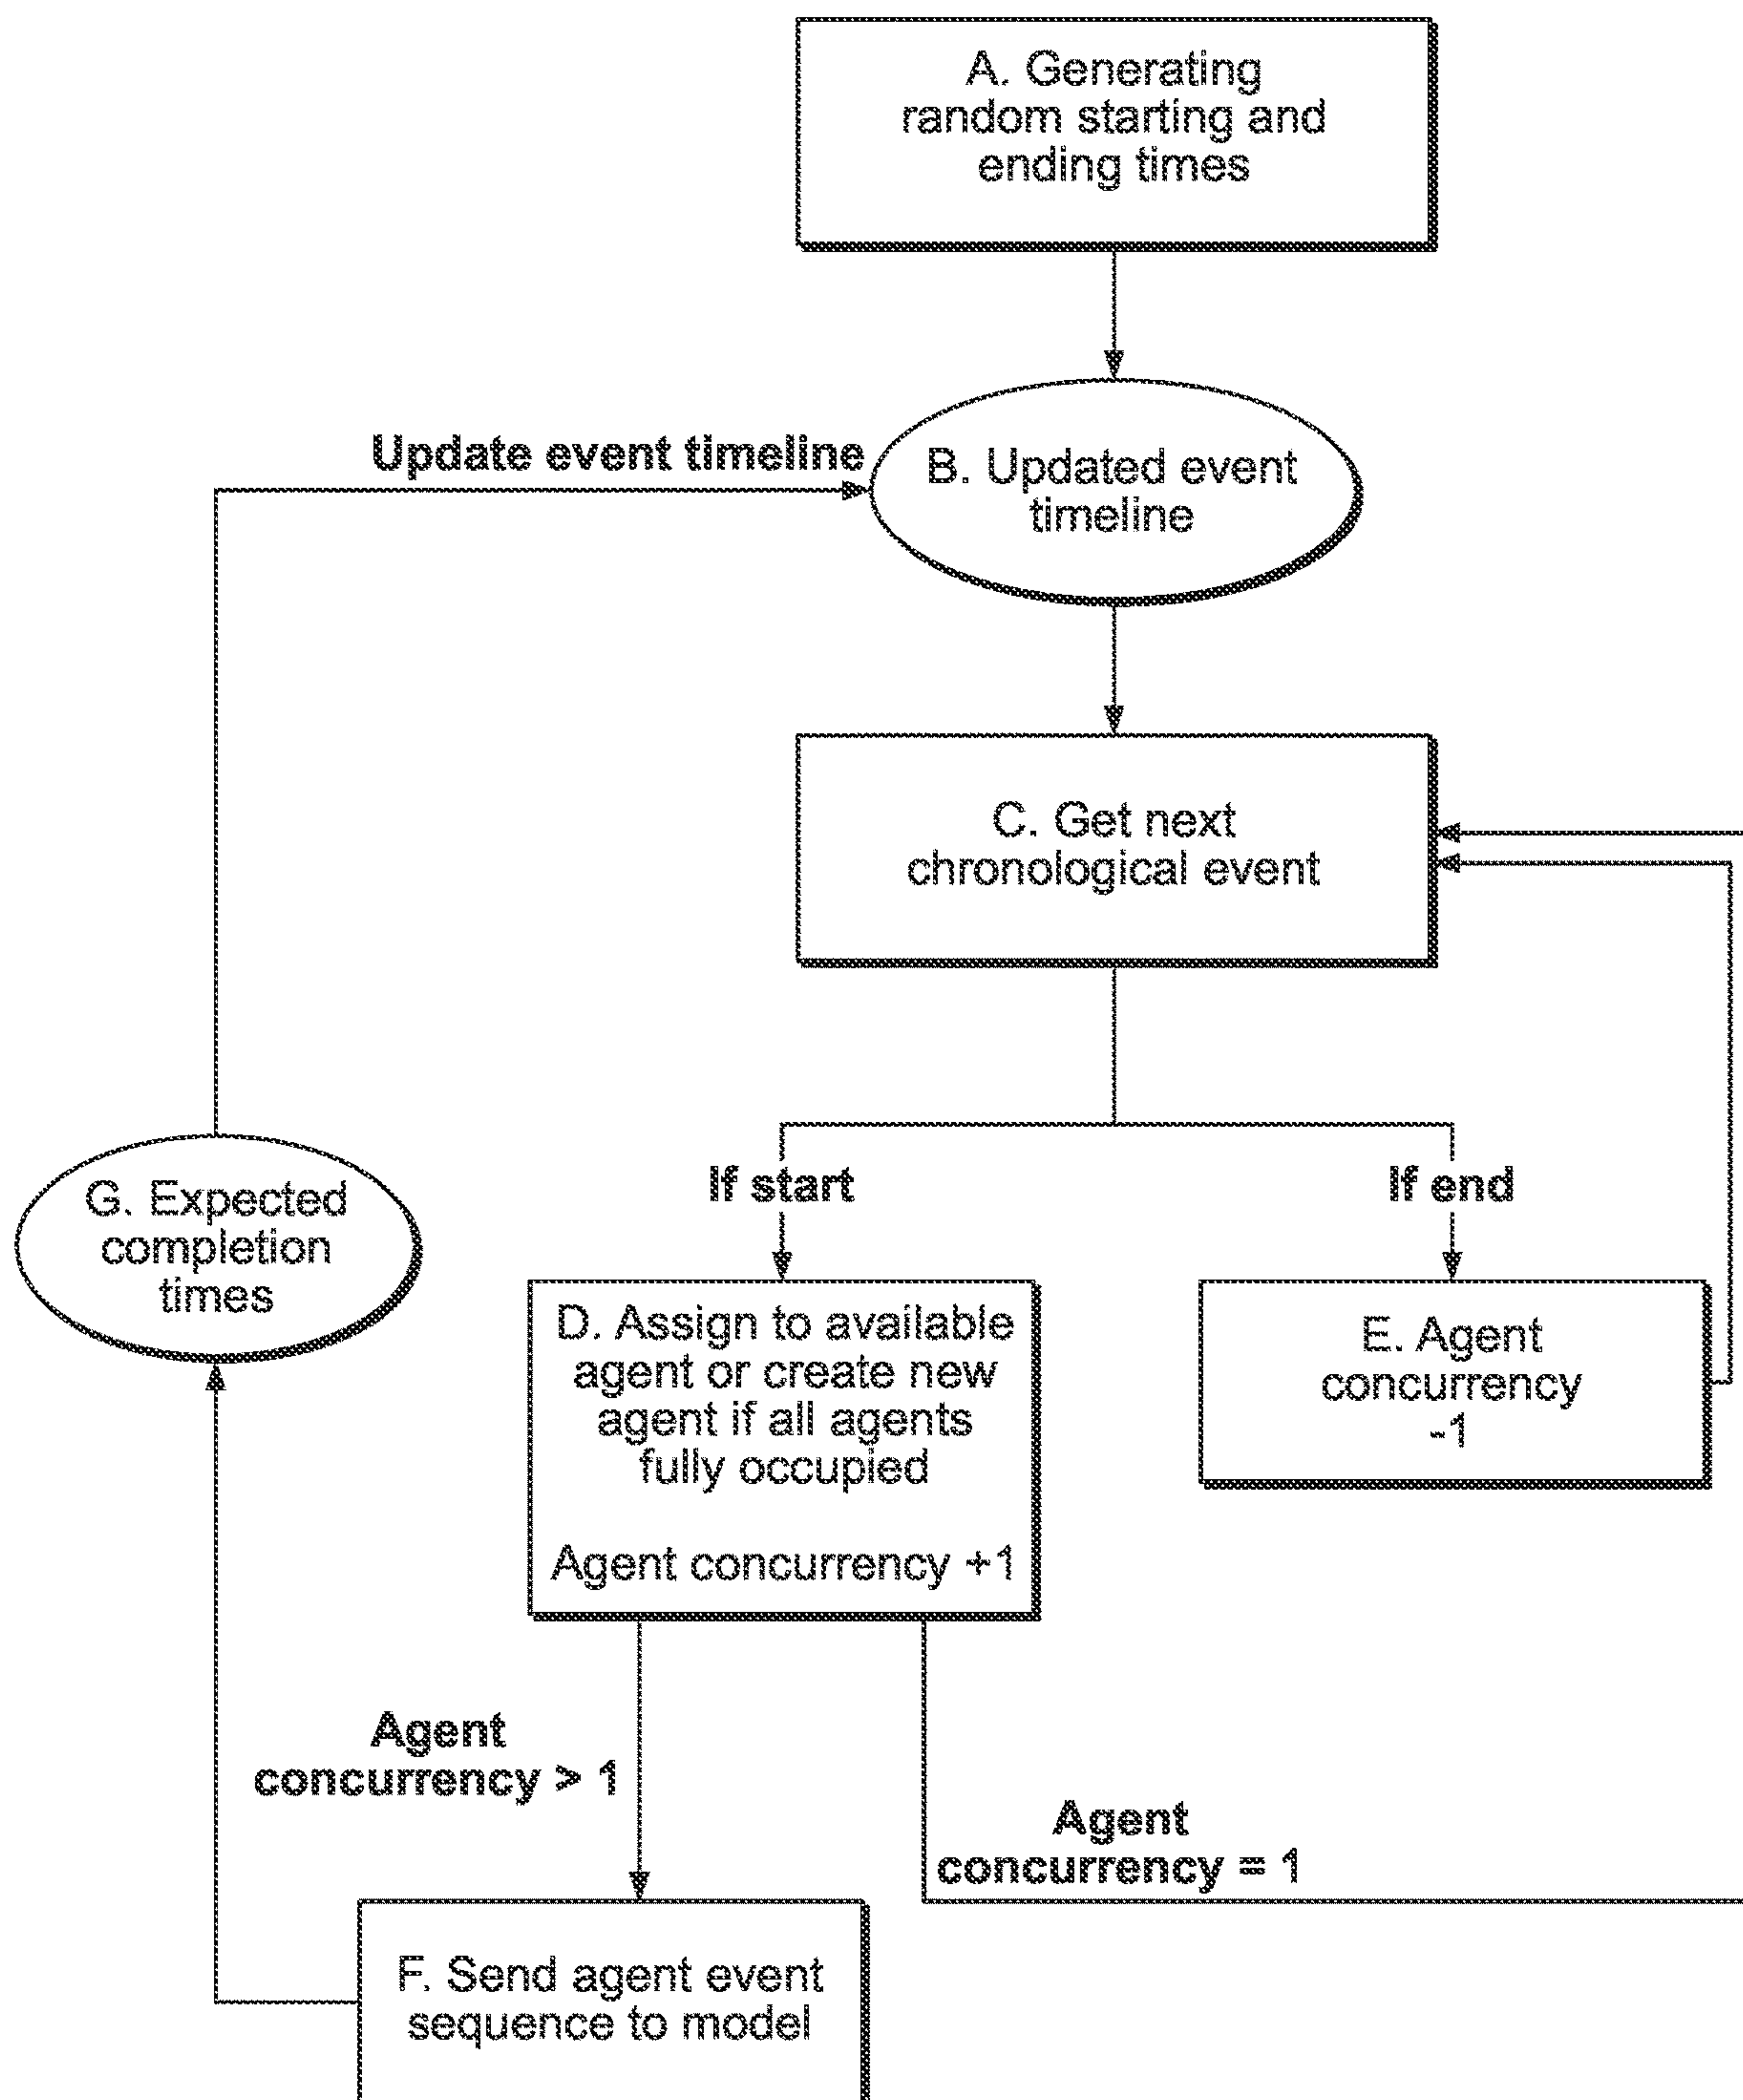 A. Generating
random starting and
ending times
Update event timeline
B. Updated event
timeline
C. Get next
chronological event
If start
If end
G. Expected
completion
times
D. Assign to available
agent or create new
agent if all agents
fully occupied
Agent concurrency +1
E. Agent
concurrency
-1
Agent
concurrency > 1
Agent
concurrency = 1
F. Send agent event
sequence to model